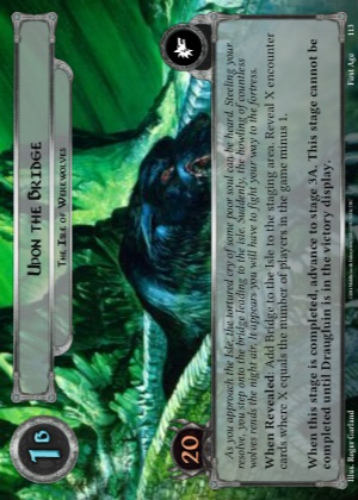 1B
UPON THE BRIDGE
THE ISLE OF WEREWOLVES
20
As you approach the Isle, the tortured cry of some poor soul can be heard. Steeling your
resolve, you step onto the bridge leading to the isle. Suddenly, the howling of countless
wolves rends the night air. It appears you will have to fight your way to the fortress.
When Revealed: Add Bridge to the Isle to the staging area. Reveal X encounter
cards where X equals the number of players in the game minus 1.
When this stage is completed, advance to stage 3A. This stage cannot be
completed until Draugluin is in the victory display.
Illus. Roger Garland
First Age 113